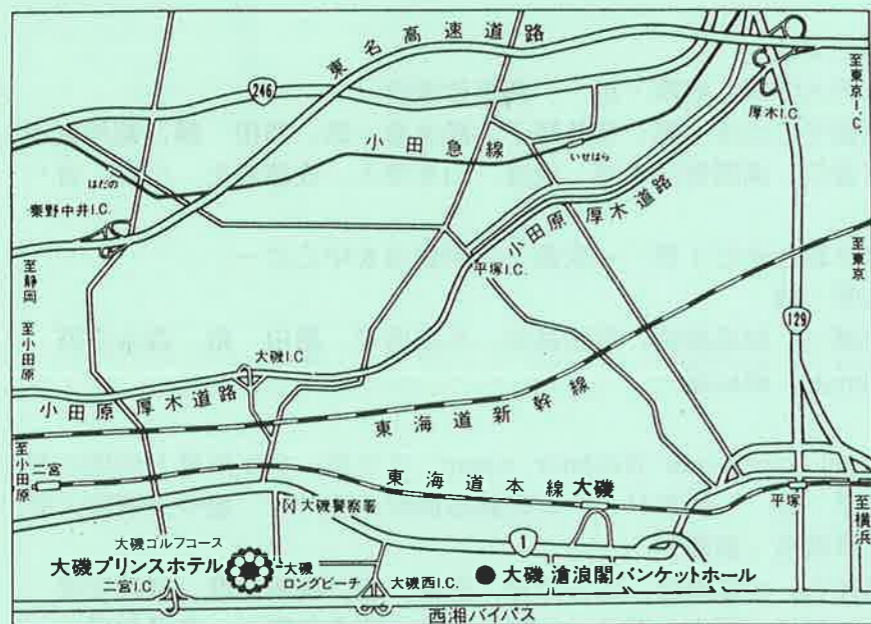 東名高速道路
246
厚木I.C.
至東京I.C.
小田急線
いせはら
はだの
秦野中井I.C.
小田原厚木道路
平塚I.C.
至東京
至静岡
至小田原
129
大磯I.C
小田原厚木道路
東海道新幹線
至小田原
二宮
東海道本線
大磯
平塚
至横浜
大磯警察署
1
大磯ゴルフコース
大磯プリンスホテル
大磯
ロングビーチ
二宮I.C.
大磯西I.C.
大磯 滄浪閣バンケットホール
西湘バイパス